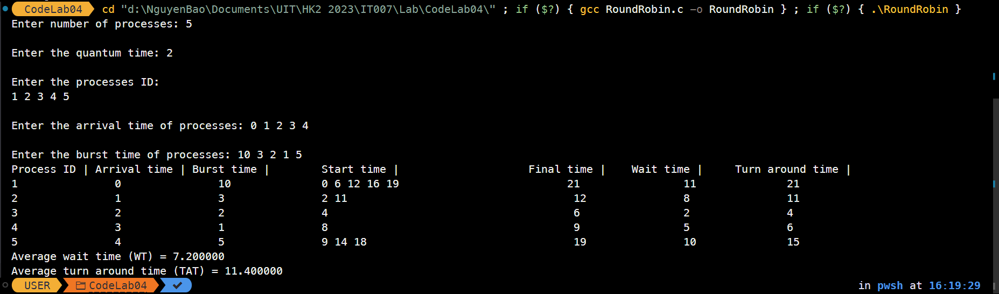 CodeLab04 cd "d:\NguyenBao\Documents\UIT\HK2 2023\IT007\Lab\CodeLab04\" ; if ($?) { gcc RoundRobin.c -o RoundRobin } ; if ($?) { .\RoundRobin }
Enter number of processes: 5
Enter the quantum time: 2
Enter the processes ID:
1 2 3 4 5
Enter the arrival time of processes: 0 1 2 3 4
Enter the burst time of processes: 10 3 2 1 5
Process ID | Arrival time | Burst time | Start time | Final time | Wait time | Turn around time |
1 0 10 0 6 12 16 19 21 11 21
2 1 3 2 11 12 8 11
3 2 2 4 6 2 4
4 3 1 8 9 5 6
5 4 5 9 14 18 19 10 15
Average wait time (WT) = 7.200000
Average turn around time (TAT) = 11.400000
USER CodeLab04 in pwsh at 16:19:29